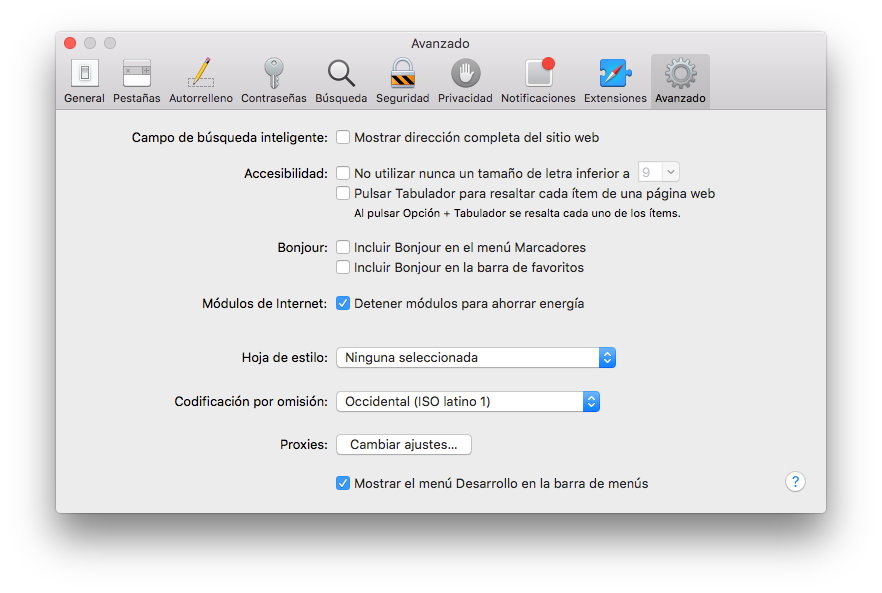 Avanzado
General Pestañas Autorrelleno Contraseñas Búsqueda Seguridad Privacidad Notificaciones Extensiones Avanzado
Campo de búsqueda inteligente: Mostrar dirección completa del sitio web
Accesibilidad: No utilizar nunca un tamaño de letra inferior a 9
Pulsar Tabulador para resaltar cada ítem de una página web
Al pulsar Opción + Tabulador se resalta cada uno de los ítems.
Bonjour: Incluir Bonjour en el menú Marcadores
Incluir Bonjour en la barra de favoritos
Módulos de Internet: Detener módulos para ahorrar energía
Hoja de estilo: Ninguna seleccionada
Codificación por omisión: Occidental (ISO latino 1)
Proxies: Cambiar ajustes...
Mostrar el menú Desarrollo en la barra de menús ?